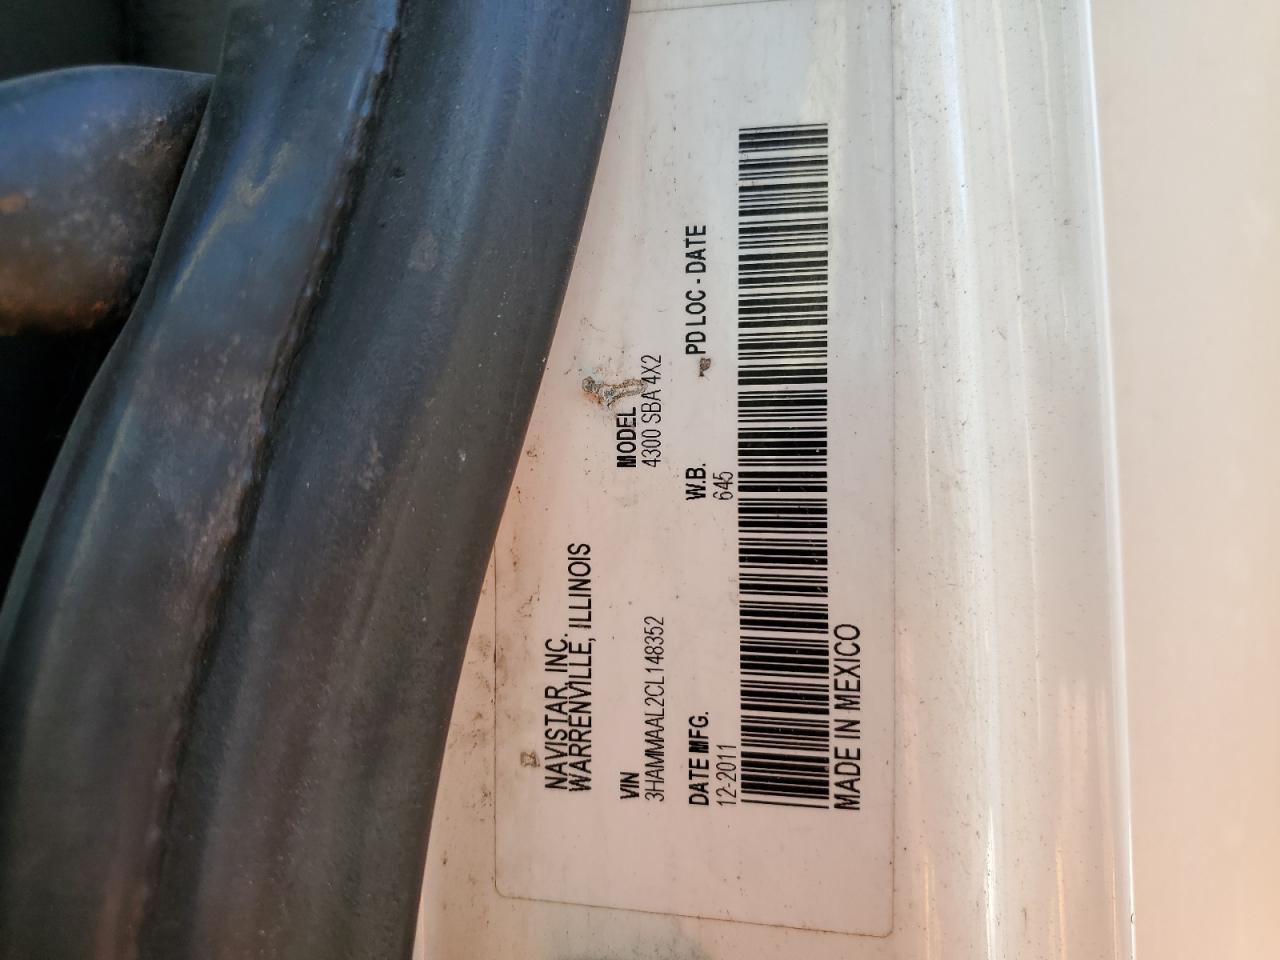 NAVISTAR, INC.
WARRENVILLE, ILLINOIS
VIN MODEL
3HAMMAAL2CL148352 4300 SBA 4X2
DATE MFG. W.B. PD LOC - DATE
12-2011 645
MADE IN MEXICO